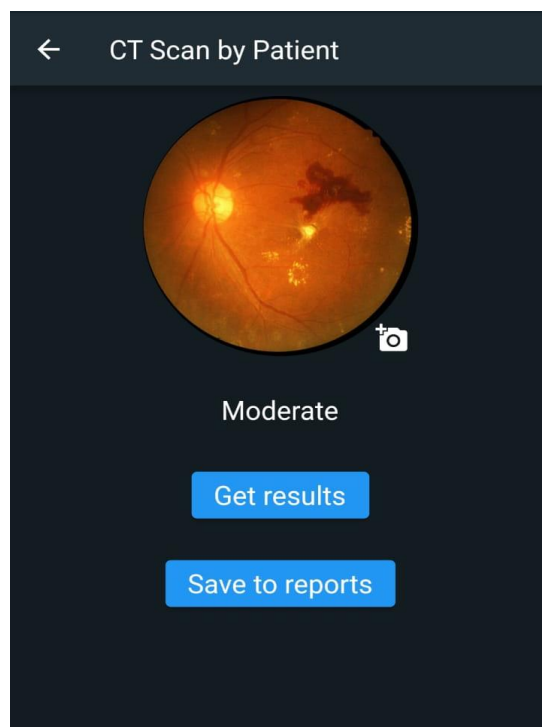 CT Scan by Patient
Moderate
Get results
Save to reports